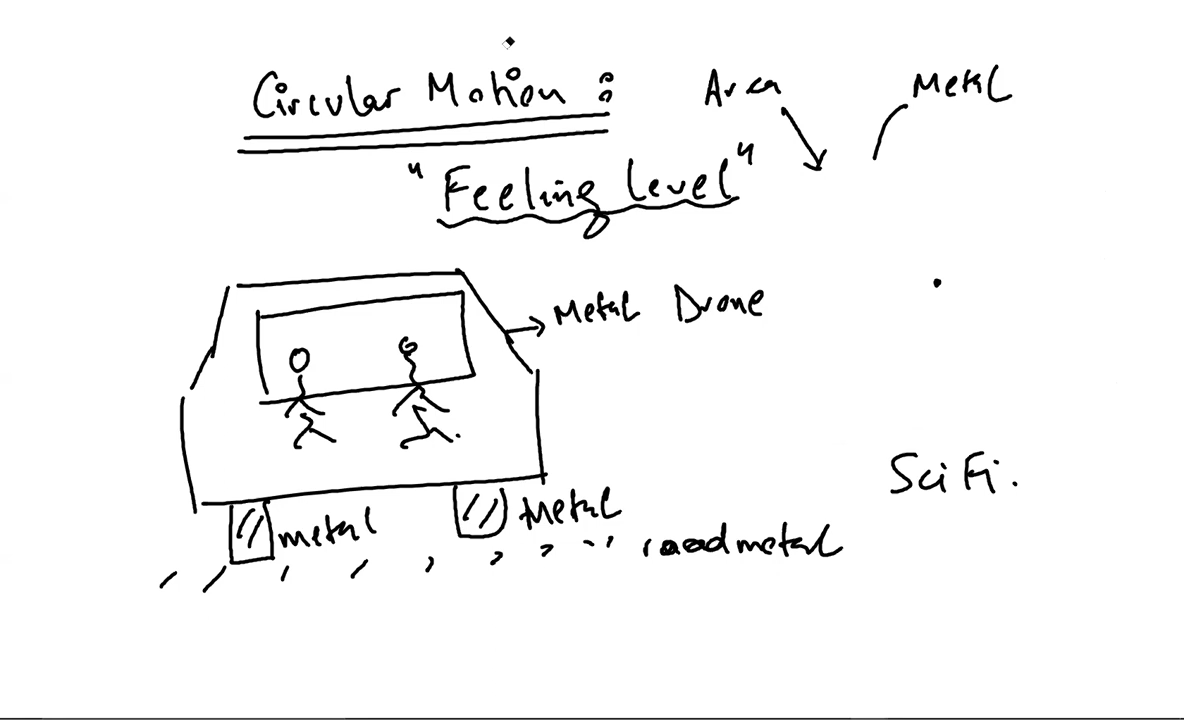 Circular Motion :
Area
Metal
"Feeling level"
Metal Drone
SciFi.
metal
Metal
roadmetal